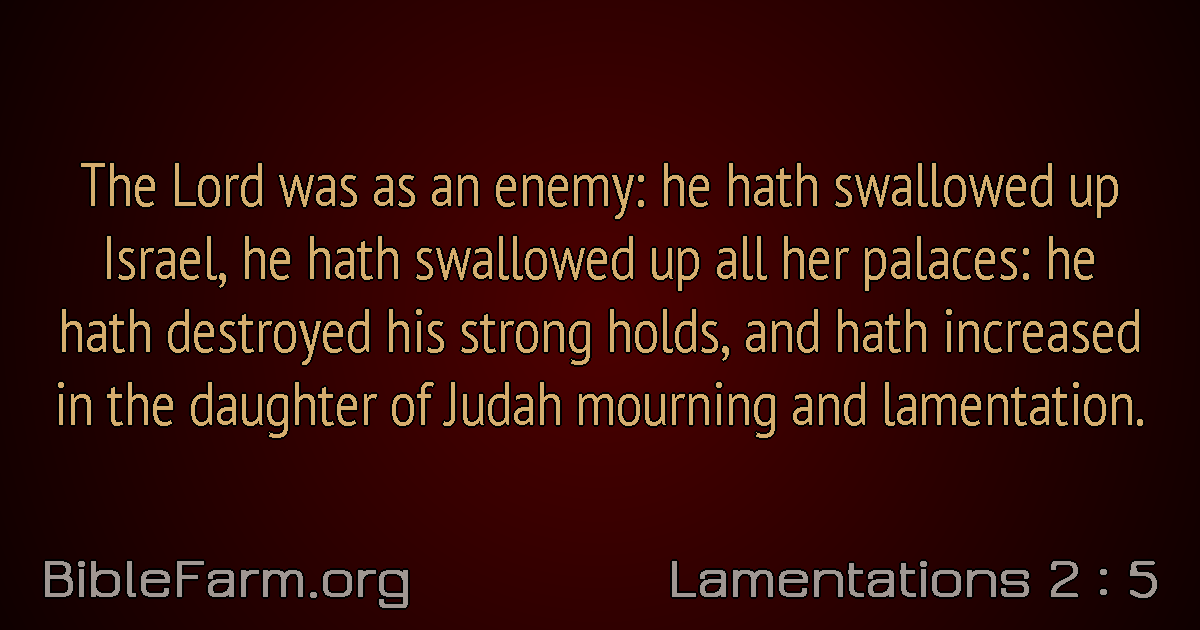 The Lord was as an enemy: he hath swallowed up
Israel, he hath swallowed up all her palaces: he
hath destroyed his strong holds, and hath increased
in the daughter of Judah mourning and lamentation.
BibleFarm.org
Lamentations 2 : 5